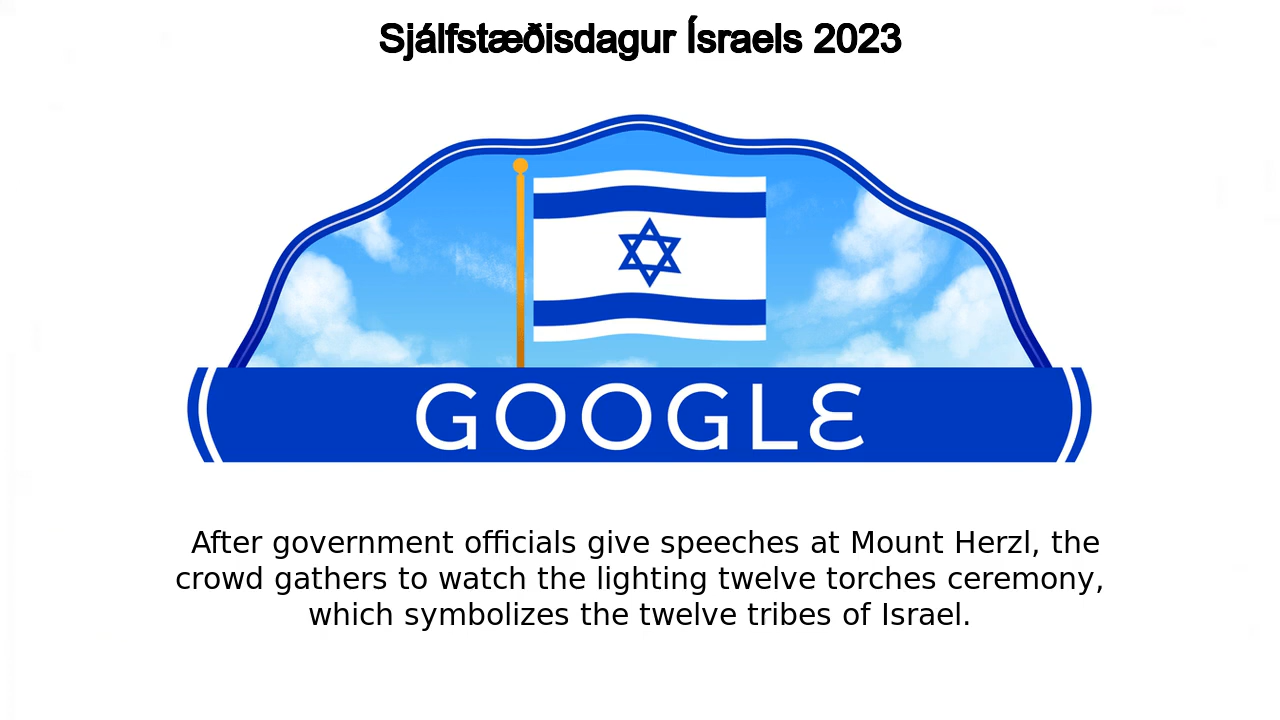 Sjálfstæðisdagur Ísraels 2023
GOOGLE
After government officials give speeches at Mount Herzl, the
crowd gathers to watch the lighting twelve torches ceremony,
which symbolizes the twelve tribes of Israel.